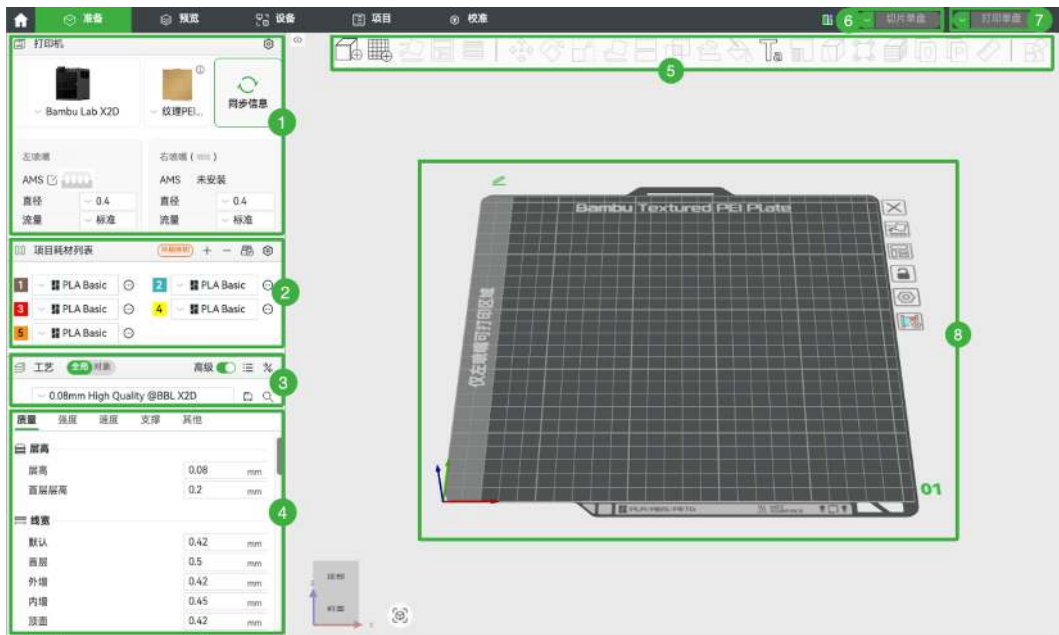 准备 预览 设备 项目 校准 6 切片单盘 打印单盘 7
打印机
5
Bambu Lab X2D 纹理PEI... 同步信息
1
左喷嘴 右喷嘴
AMS AMS 未安装
直径 0.4 直径 0.4
流量 标准 流量 标准
项目耗材列表
1 PLA Basic 2 PLA Basic
2
3 PLA Basic 4 PLA Basic
5 PLA Basic
工艺 全局 对象 高级
3
0.08mm High Quality @BBL X2D
质量 强度 速度 支撑 其他
层高
层高 0.08 mm
首层层高 0.2 mm
4
线宽
默认 0.42 mm
首层 0.5 mm
外墙 0.42 mm
内墙 0.45 mm
顶面 0.42 mm
Bambu Textured PEI Plate
仅左喷嘴可打印区域
8
01
PLA/ABS/PETG
z
x